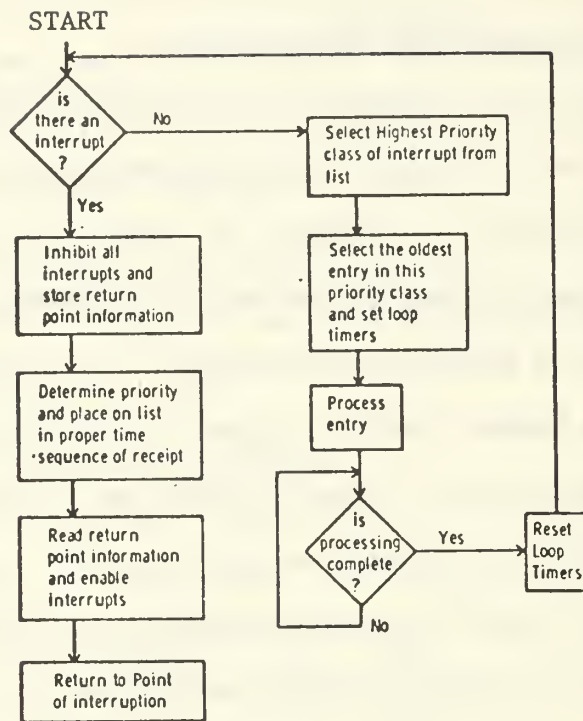 START
is
there an
interrupt
?
No
Yes
Inhibit all
interrupts and
store return
point information
Determine priority
and place on list
in proper time
sequence of receipt
Read return
point information
and enable
interrupts
Return to Point
of interruption
Select Highest Priority
class of interrupt from
list
Select the oldest
entry in this
priority class
and set loop
timers
Process
entry
is
processing
complete
?
Yes
No
Reset
Loop
Timers